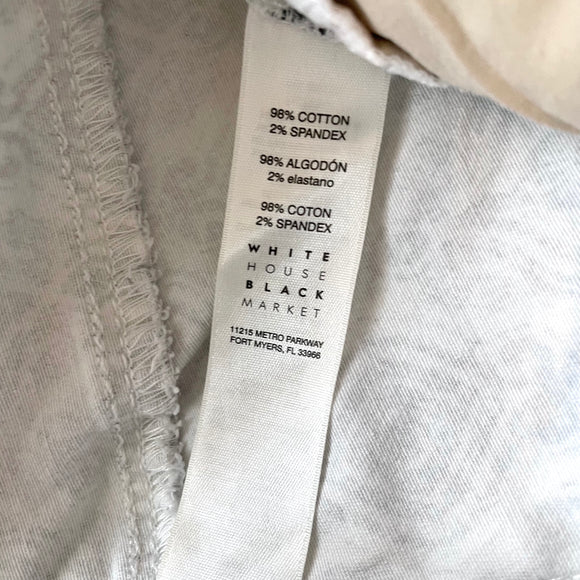 98% COTTON
2% SPANDEX
98% ALGODÓN
2% elastano
98% COTON
2% SPANDEX
WHITE
HOUSE
BLACK
MARKET
11215 METRO PARKWAY
FORT MYERS, FL 33966